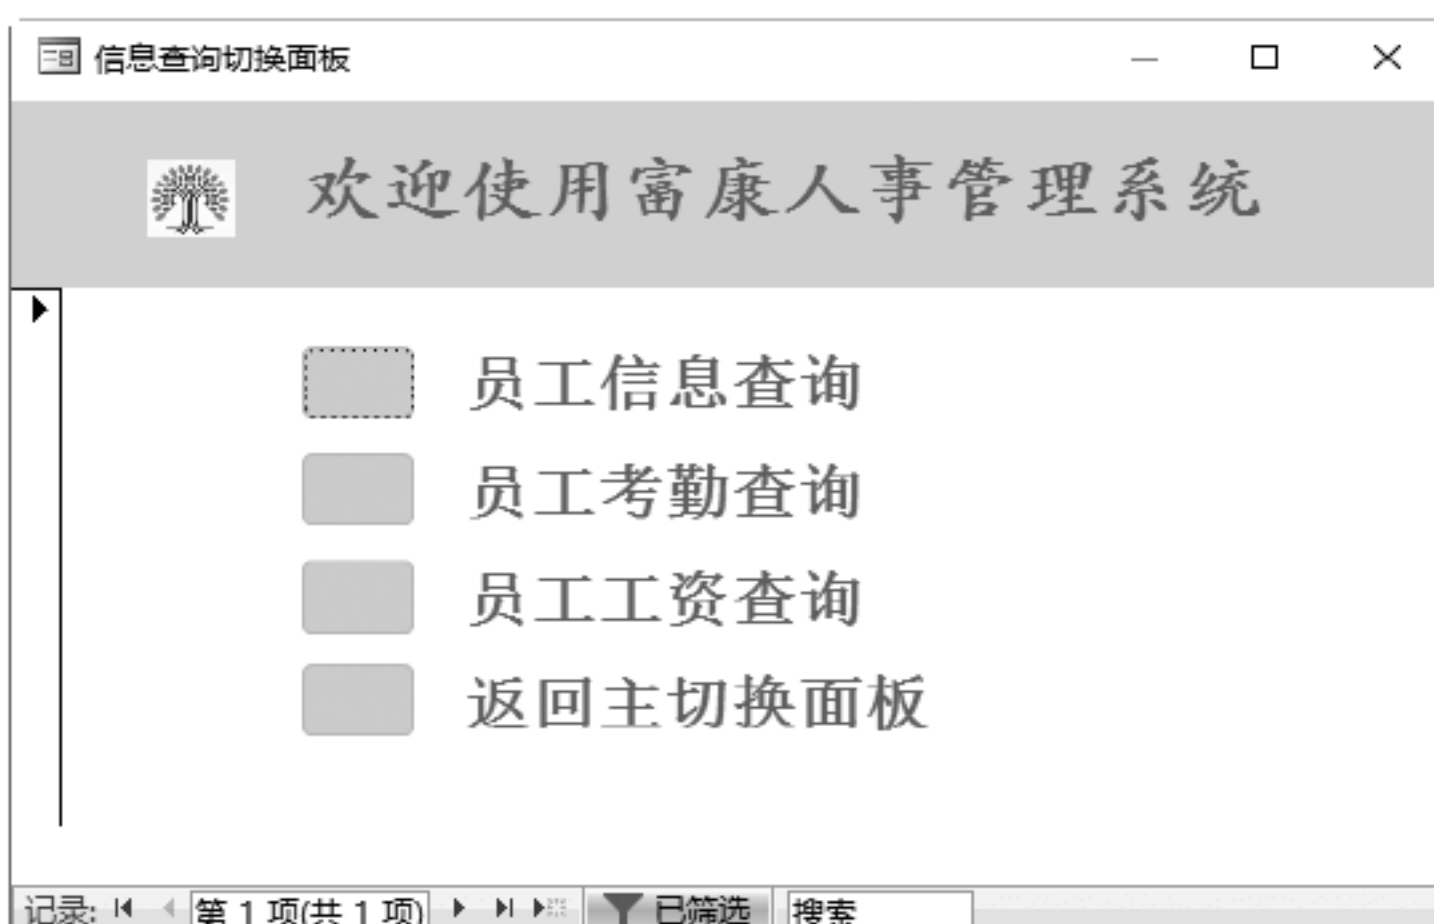 信息查询切换面板
欢迎使用富康人事管理系统
员工信息查询
员工考勤查询
员工工资查询
返回主切换面板
记录: 第 1 项(共 1 项) 已筛选 搜索